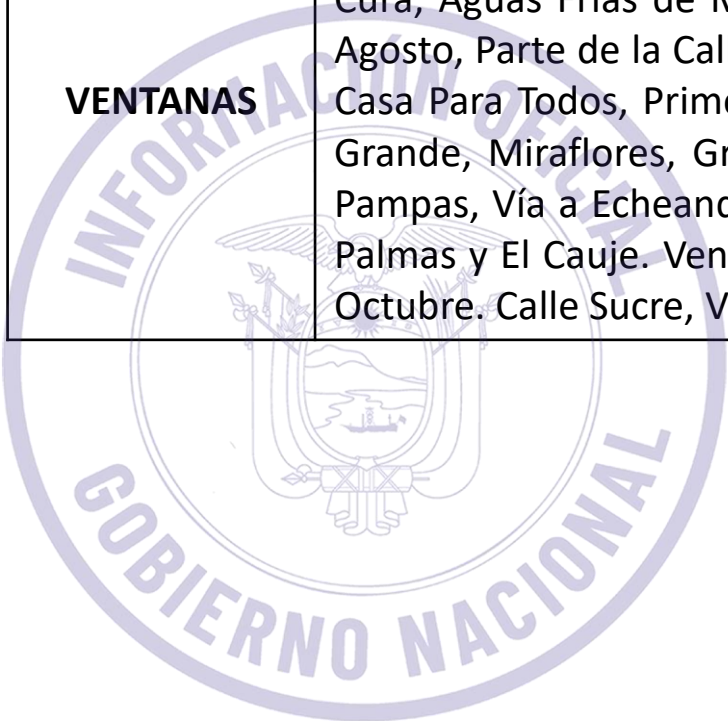 Cura, Aguas Frías de
Agosto, Parte de la Cal
VENTANAS
Casa Para Todos, Prim
Grande, Miraflores, Gr
Pampas, Vía a Echean
Palmas y El Cauje. Ven
Octubre. Calle Sucre, V
INFORMACIÓN OFICIAL
GOBIERNO NACIONAL